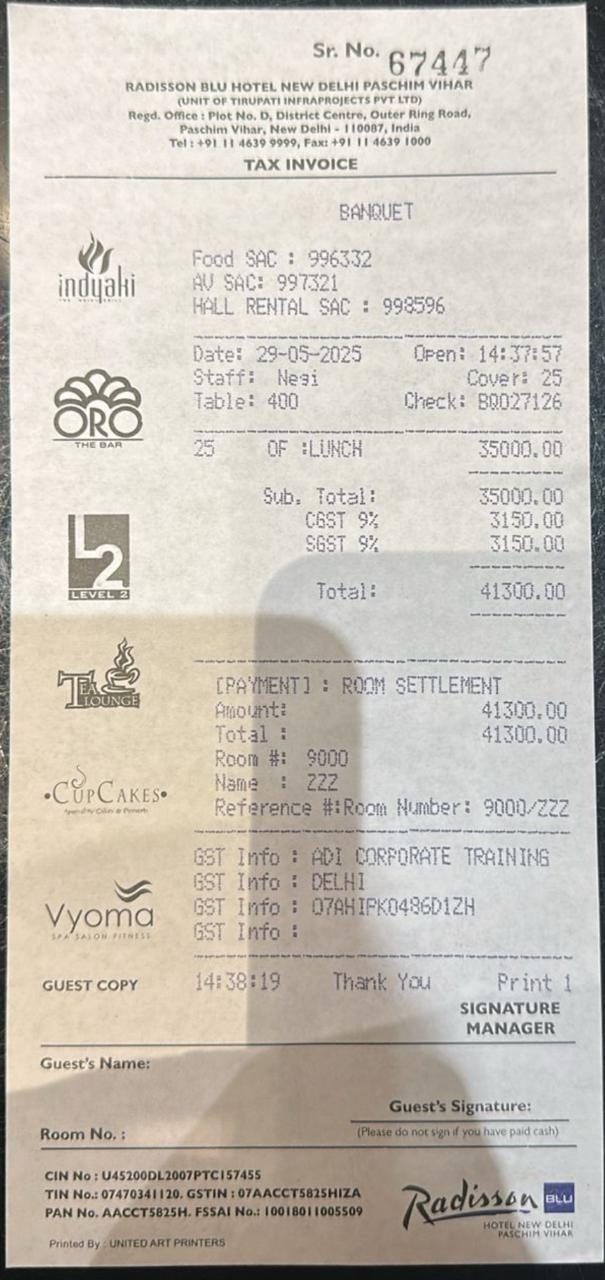 Sr. No. 67447
RADISSON BLU HOTEL NEW DELHI PASCHIM VIHAR
(UNIT OF TIRUPATI INFRAPROJECTS PVT LTD)
Regd. Office : Plot No. D, District Centre, Outer Ring Road,
Paschim Vihar, New Delhi - 110087, India
Tel : +91 11 4639 9999, Fax: +91 11 4639 1000
TAX INVOICE
BANQUET
indyaki
Food SAC : 996332
AV SAC: 997321
HALL RENTAL SAC : 998596
Date: 29-05-2025 Open: 14:37:57
Staff: Negi Cover: 25
Table: 400 Check: BQ027126
ORO
THE BAR
25 OF :LUNCH 35000.00
Sub. Total: 35000.00
CGST 9% 3150.00
SGST 9% 3150.00
L2
LEVEL 2
Total: 41300.00
TEA LOUNGE
[PAYMENT] : ROOM SETTLEMENT
Amount: 41300.00
Total : 41300.00
Room #: 9000
Name : ZZZ
Reference #:Room Number: 9000/ZZZ
•CUPCAKES•
GST Info : ADI CORPORATE TRAINING
GST Info : DELHI
GST Info : 07AHIPK0486D1ZH
GST Info :
Vyoma
SPA SALON FITNESS
GUEST COPY 14:38:19 Thank You Print 1
SIGNATURE
MANAGER
Guest's Name:
Guest's Signature:
Room No. : (Please do not sign if you have paid cash)
CIN No : U45200DL2007PTC157455
TIN No.: 07470341120. GSTIN : 07AACCT5825HIZA
PAN No. AACCT5825H. FSSAI No.: 10018011005509
Radisson BLU
HOTEL NEW DELHI
PASCHIM VIHAR
Printed By : UNITED ART PRINTERS